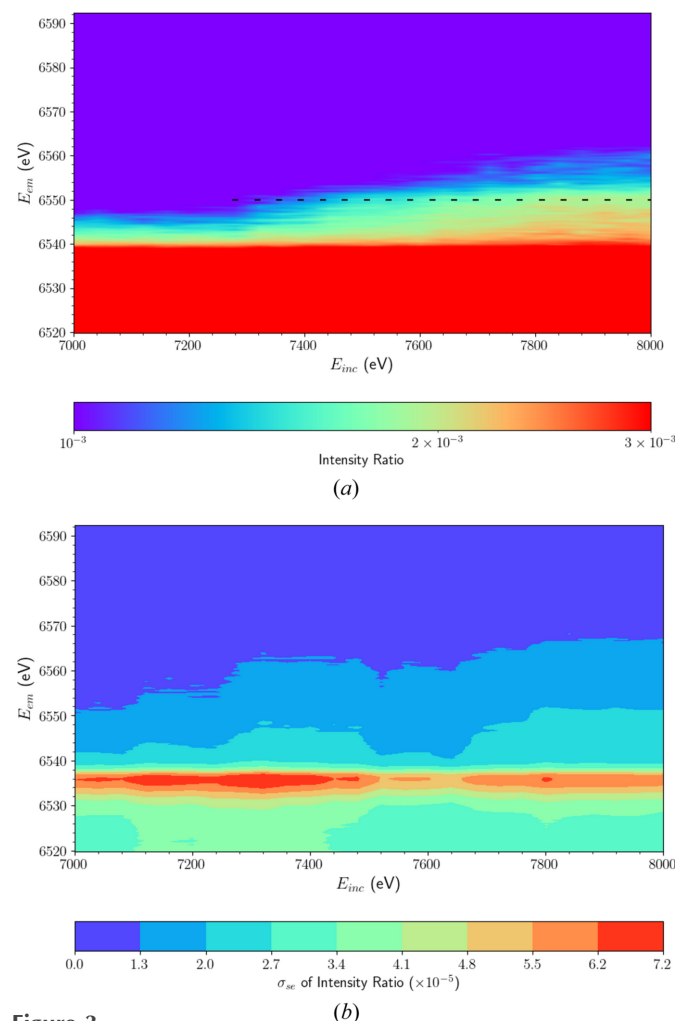 6590
6580
6570
6560
6550
6540
6530
6520
E_em (eV)
7000 7200 7400 7600 7800 8000
E_inc (eV)
10^−3 2 × 10^−3 3 × 10^−3
Intensity Ratio
(a)
6590
6580
6570
6560
6550
6540
6530
6520
E_em (eV)
7000 7200 7400 7600 7800 8000
E_inc (eV)
0.0 1.3 2.0 2.7 3.4 4.1 4.8 5.5 6.2 7.2
σ_se of Intensity Ratio (×10^−5)
(b)